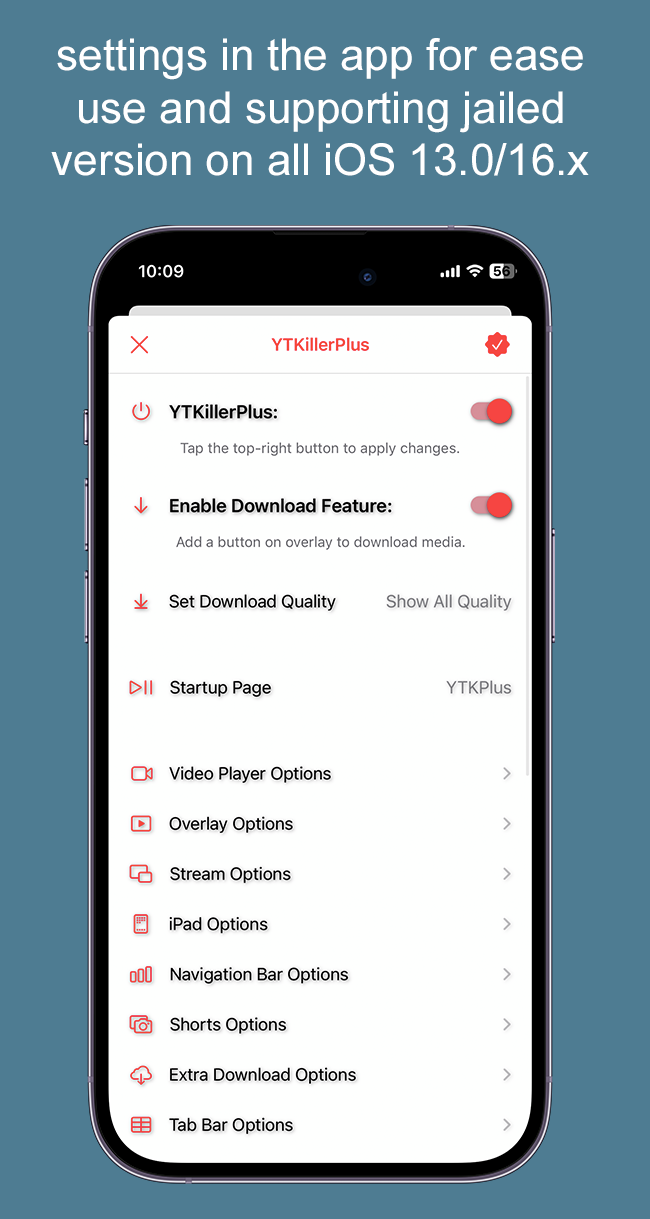 settings in the app for ease
use and supporting jailed
version on all iOS 13.0/16.x
10:09
56
YTKillerPlus
YTKillerPlus:
Tap the top-right button to apply changes.
Enable Download Feature:
Add a button on overlay to download media.
Set Download Quality Show All Quality
Startup Page YTKPlus
Video Player Options
Overlay Options
Stream Options
iPad Options
Navigation Bar Options
Shorts Options
Extra Download Options
Tab Bar Options